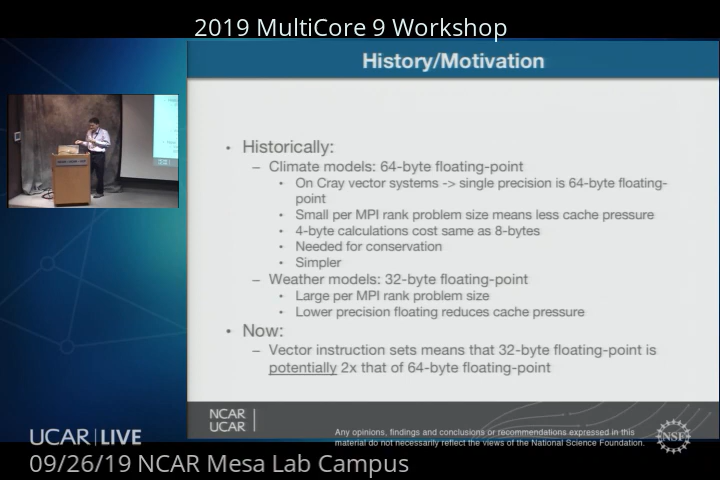 2019 MultiCore 9 Workshop
History/Motivation
• Historically:
– Climate models: 64-byte floating-point
• On Cray vector systems -> single precision is 64-byte floating-
point
• Small per MPI rank problem size means less cache pressure
• 4-byte calculations cost same as 8-bytes
• Needed for conservation
• Simpler
– Weather models: 32-byte floating-point
• Large per MPI rank problem size
• Lower precision floating reduces cache pressure
• Now:
– Vector instruction sets means that 32-byte floating-point is
potentially 2x that of 64-byte floating-point
NCAR
UCAR
UCAR|LIVE
Any opinions, findings and conclusions or recommendations expressed in this
material do not necessarily reflect the views of the National Science Foundation.
NSF
09/26/19 NCAR Mesa Lab Campus